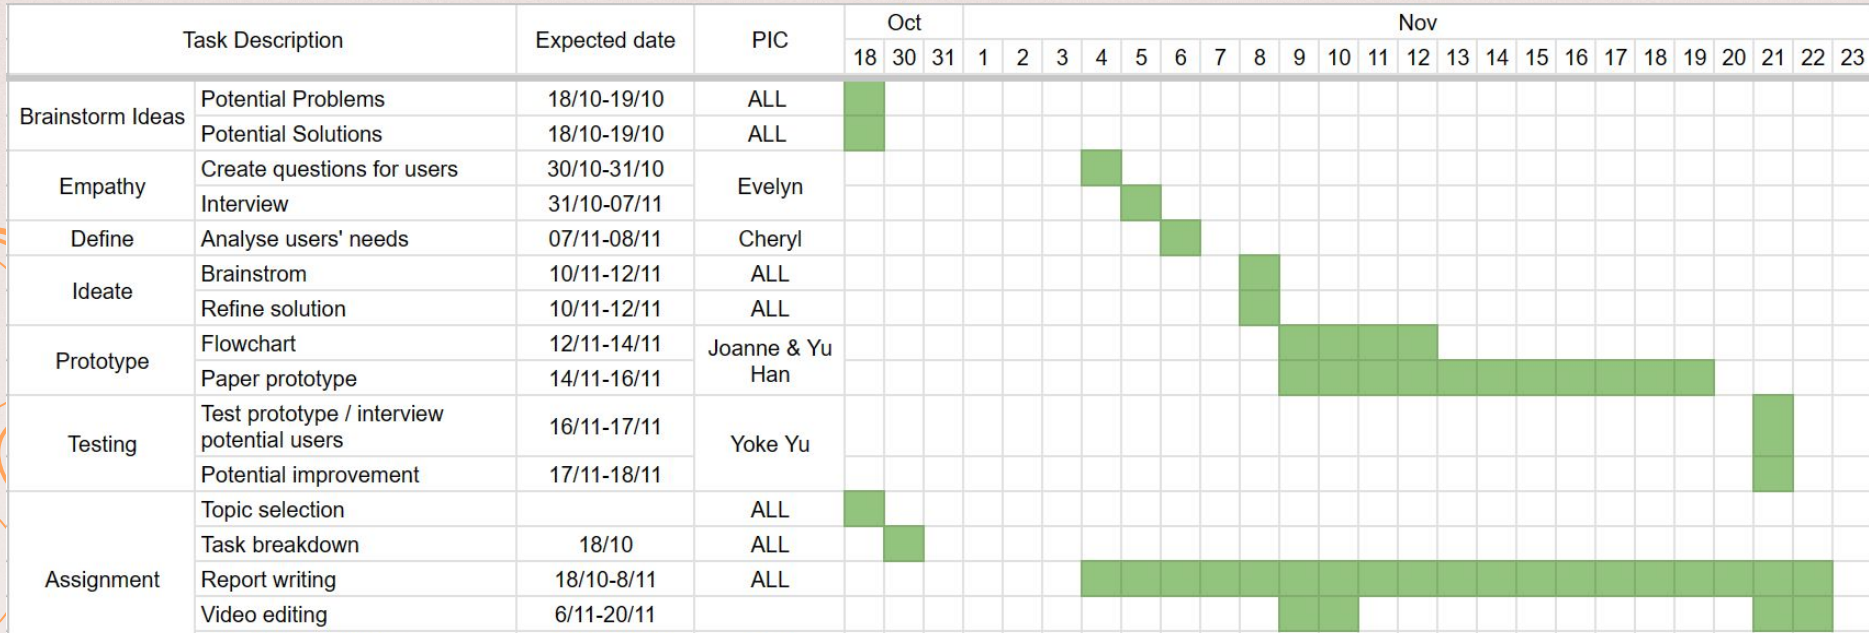 Task Description Expected date PIC Oct Nov
18 30 31 1 2 3 4 5 6 7 8 9 10 11 12 13 14 15 16 17 18 19 20 21 22 23
Brainstorm Ideas
Potential Problems 18/10-19/10 ALL
Potential Solutions 18/10-19/10 ALL
Empathy
Create questions for users 30/10-31/10
Evelyn
Interview 31/10-07/11
Define Analyse users' needs 07/11-08/11 Cheryl
Ideate
Brainstrom 10/11-12/11 ALL
Refine solution 10/11-12/11 ALL
Prototype
Flowchart 12/11-14/11
Joanne & Yu
Han
Paper prototype 14/11-16/11
Testing
Test prototype / interview
potential users
16/11-17/11
Yoke Yu
Potential improvement 17/11-18/11
Assignment
Topic selection ALL
Task breakdown 18/10 ALL
Report writing 18/10-8/11 ALL
Video editing 6/11-20/11